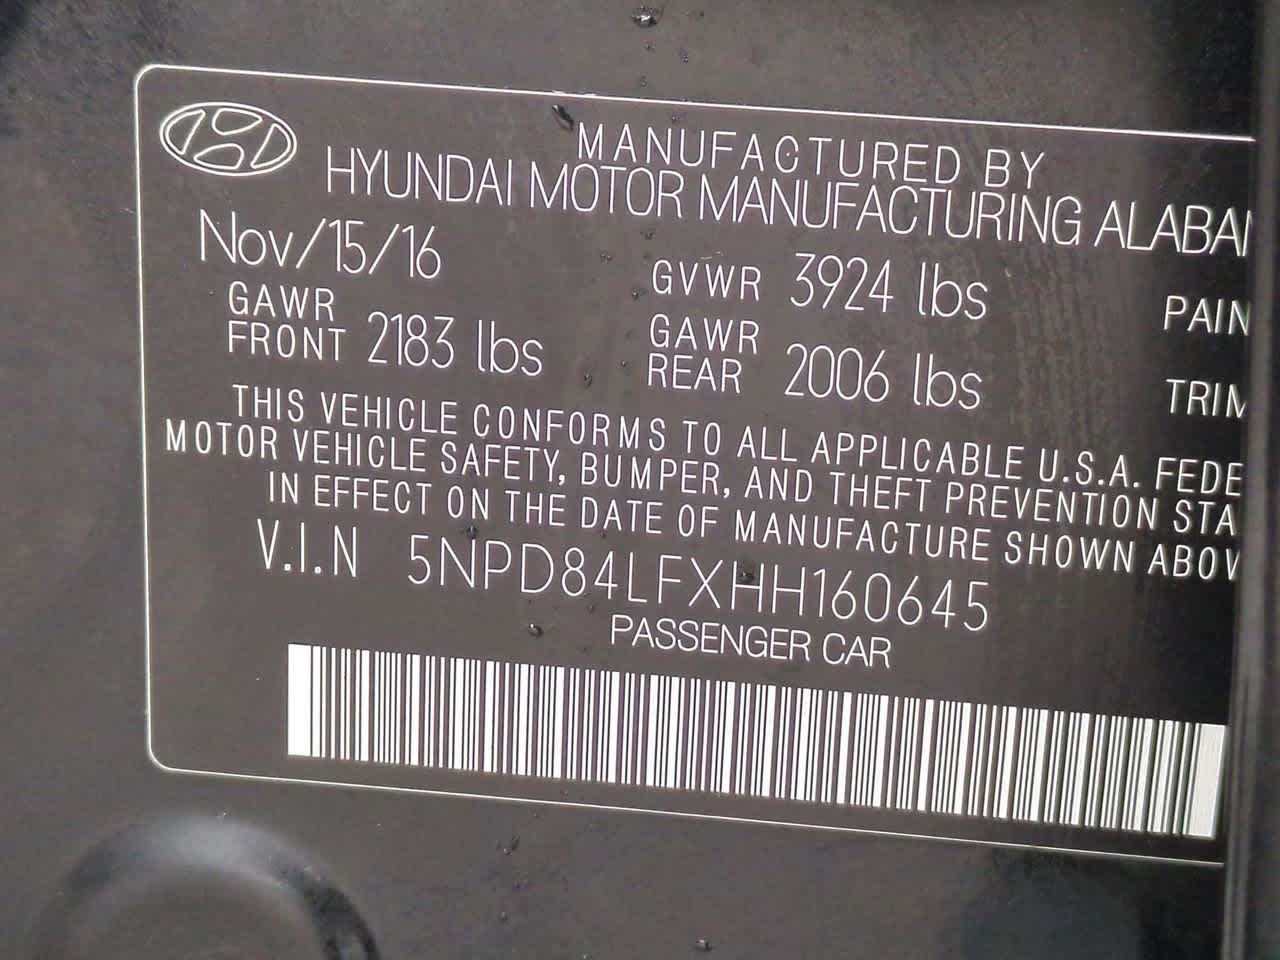 MANUFACTURED BY
HYUNDAI MOTOR MANUFACTURING ALABA
Nov/15/16
GVWR 3924 lbs
PAIN
GAWR FRONT 2183 lbs
GAWR REAR 2006 lbs
TRIM
THIS VEHICLE CONFORMS TO ALL APPLICABLE U.S.A. FEDE
MOTOR VEHICLE SAFETY, BUMPER, AND THEFT PREVENTION STA
IN EFFECT ON THE DATE OF MANUFACTURE SHOWN ABOV
V.I.N 5NPD84LFXHH160645
PASSENGER CAR